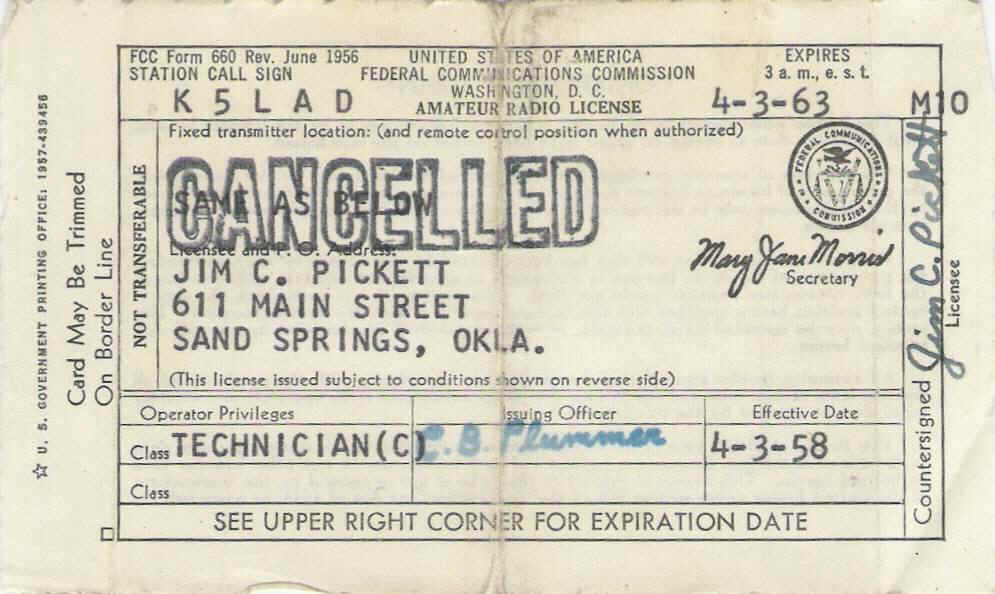 FCC Form 660 Rev. June 1956
STATION CALL SIGN
K5LAD
UNITED STATES OF AMERICA
FEDERAL COMMUNICATIONS COMMISSION
WASHINGTON, D. C.
AMATEUR RADIO LICENSE
EXPIRES
3 a. m., e. s. t.
4-3-63
M10
Fixed transmitter location: (and remote control position when authorized)
CANCELLED
SAME AS BELOW
Licensee and P. O. Address:
JIM C. PICKETT
611 MAIN STREET
SAND SPRINGS, OKLA.
(This license issued subject to conditions shown on reverse side)
NOT TRANSFERABLE
FEDERAL COMMUNICATIONS
COMMISSION
Mary Jane Morris
Secretary
Operator Privileges
Issuing Officer
Effective Date
Class TECHNICIAN(C)
C. B. Plummer
4-3-58
Class
SEE UPPER RIGHT CORNER FOR EXPIRATION DATE
Countersigned Jim C. Pickett
Licensee
Card May Be Trimmed
On Border Line
☆ U. S. GOVERNMENT PRINTING OFFICE: 1957-439456